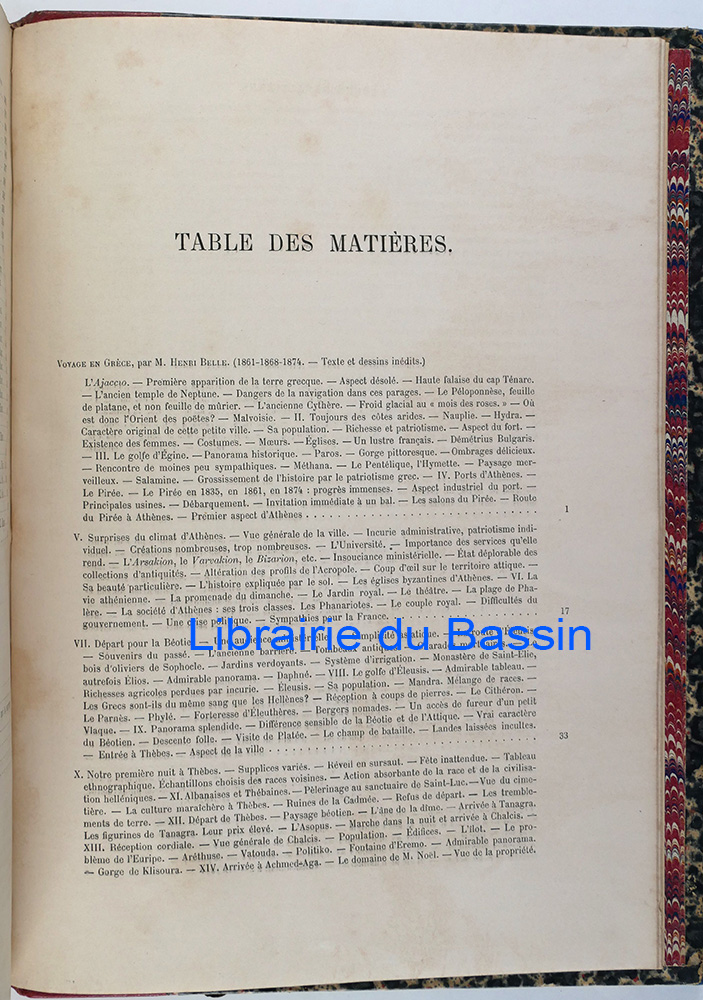 TABLE DES MATIÈRES.
VOYAGE EN GRÈCE, par M. HENRI BELLE. (1861-1868-1874. — Texte et dessins inédits.)
L'Ajaccio. — Première apparition de la terre grecque. — Aspect désolé. — Haute falaise du cap Ténare.
— L'ancien temple de Neptune. — Dangers de la navigation dans ces parages. — Le Péloponnèse, feuille
de platane, et non feuille de mûrier. — L'ancienne Cythère. — Froid glacial au « mois des roses. » — Où
est donc l'Orient des poëtes? — Malvoisie. — II. Toujours des côtes arides. — Nauplie. — Hydra. —
Caractère original de cette petite ville. — Sa population. — Richesse et patriotisme. — Aspect du fort. —
Existence des femmes. — Costumes. — Mœurs. — Églises. — Un lustre français. — Démétrius Bulgaris.
— III. Le golfe d'Égine. — Panorama historique. — Paros. — Gorge pittoresque. — Ombrages délicieux.
— Rencontre de moines peu sympathiques. — Méthana. — Le Pentélique, l'Hymette. — Paysage mer-
veilleux. — Salamine. — Grossissement de l'histoire par le patriotisme grec. — IV. Ports d'Athènes. —
Le Pirée. — Le Pirée en 1835, en 1861, en 1874 : progrès immenses. — Aspect industriel du port. —
Principales usines. — Débarquement. — Invitation immédiate à un bal. — Les salons du Pirée. — Route
du Pirée à Athènes. — Premier aspect d'Athènes . . . . . . . . . . 1
V. Surprises du climat d'Athènes. — Vue générale de la ville. — Incurie administrative, patriotisme indi-
viduel. — Créations nombreuses, trop nombreuses. — L'Université. — Importance des services qu'elle
rend. — L'Arsakion, le Varvakion, le Bizarion, etc. — Insouciance ministérielle. — État déplorable des
collections d'antiquités. — Altération des profils de l'Acropole. — Coup d'œil sur le territoire attique. —
Sa beauté particulière. — L'histoire expliquée par le sol. — Les églises byzantines d'Athènes. — VI. La
vie athénienne. — La promenade du dimanche. — Le Jardin royal. — Le théâtre. — La plage de Pha-
lère. — La société d'Athènes : ses trois classes. Les Phanariotes. — Le couple royal. — Difficultés du
gouvernement. — Une crise politique. — Sympathies pour la France. . . . . . . . . . 17
VII. Départ pour la Béotie. — Une audience ministérielle. — Simplicité asiatique. — La route d'Éleusis.
— Souvenirs du passé. — L'ancienne barrière. — Tombeaux antiques.
bois d'oliviers de Sophocle. — Jardins verdoyants. — Système d'irrigation. — Monastère de Saint-Élie,
autrefois Élios. — Admirable panorama. — Daphné. — VIII. Le golfe d'Éleusis. — Admirable tableau. —
Richesses agricoles perdues par incurie. — Éleusis. — Sa population. — Mandra. Mélange de races. —
Les Grecs sont-ils du même sang que les Hellènes? — Réception à coups de pierres. — Le Cithéron. —
Le Parnès. — Phylé. — Forteresse d'Éleuthères. — Bergers nomades. — Un accès de fureur d'un petit
Vlaque. — IX. Panorama splendide. — Différence sensible de la Béotie et de l'Attique. — Vrai caractère
du Béotien. — Descente folle. — Visite de Platée. — Le champ de bataille. — Landes laissées incultes.
— Entrée à Thèbes. — Aspect de la ville . . . . . . . . . . 33
X. Notre première nuit à Thèbes. — Supplices variés. — Réveil en sursaut. — Fête inattendue. — Tableau
ethnographique. Échantillons choisis des races voisines. — Action absorbante de la race et de la civilisa-
tion helléniques. — XI. Albanaises et Thébaines. — Pèlerinage au sanctuaire de Saint-Luc. — Vue du cime-
tière. — La culture maraîchère à Thèbes. — Ruines de la Cadmée. — Refus de départ. — Les tremble-
ments de terre. — XII. Départ de Thèbes. — Paysage béotien. — L'âne de la dîme. — Arrivée à Tanagra.
Les figurines de Tanagra. Leur prix élevé. — L'Asopus. — Marche dans la nuit et arrivée à Chalcis. —
XIII. Réception cordiale. — Vue générale de Chalcis. — Population. — Édifices. — L'îlot. — Le pro-
blème de l'Euripe. — Aréthuse. — Vatouda. — Politiko. — Fontaine d'Eremo. — Admirable panorama.
— Gorge de Klisoura. — XIV. Arrivée à Achmed-Aga. — Le domaine de M. Noël. — Vue de la propriété.
Librairie du Bassin